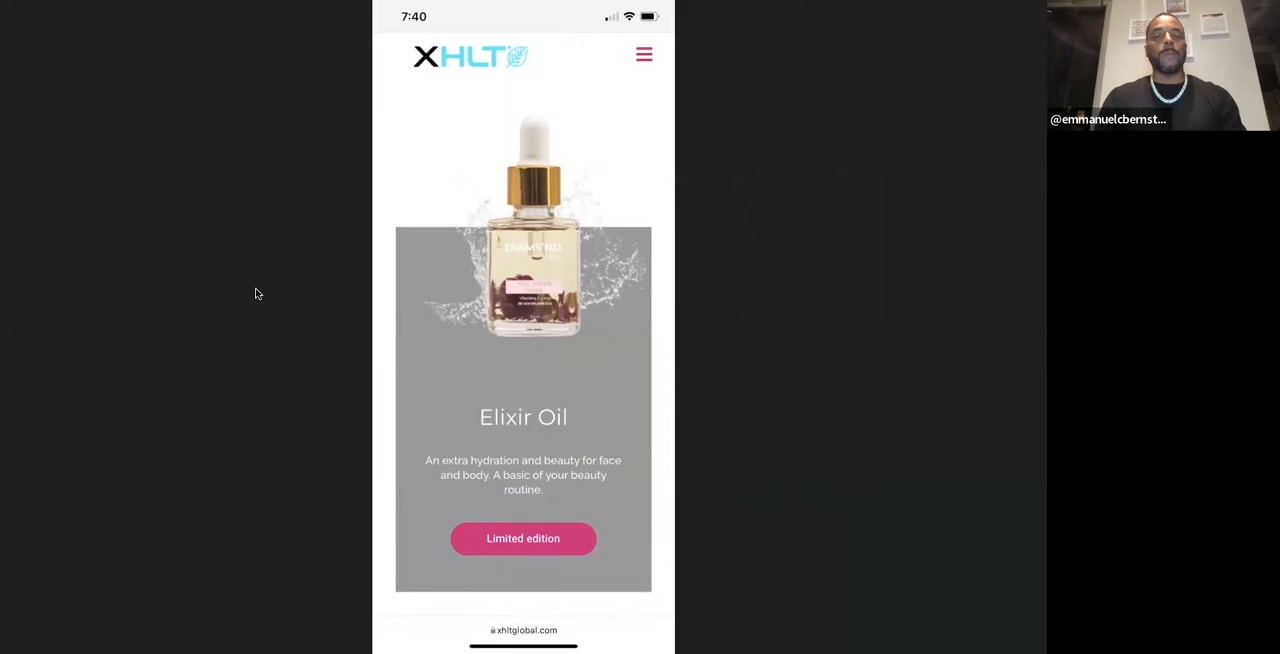 7:40
XHLT
@emmanuelcbernst...
DIAMOND
Elixir Oil
An extra hydration and beauty for face
and body. A basic of your beauty
routine.
Limited edition
xhltglobal.com